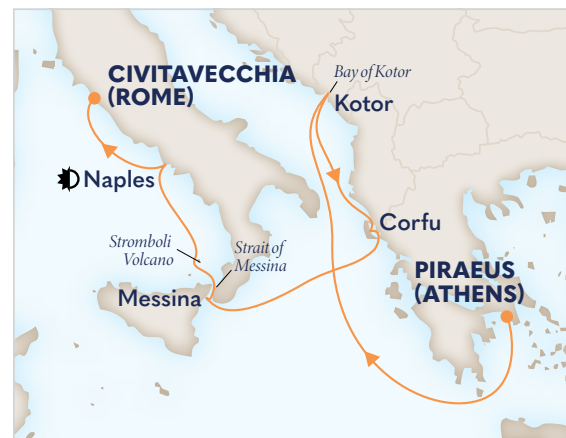 CIVITAVECCHIA
(ROME)
Bay of Kotor
Kotor
Naples
Corfu
Stromboli
Volcano
Strait of
Messina
Messina
PIRAEUS
(ATHENS)